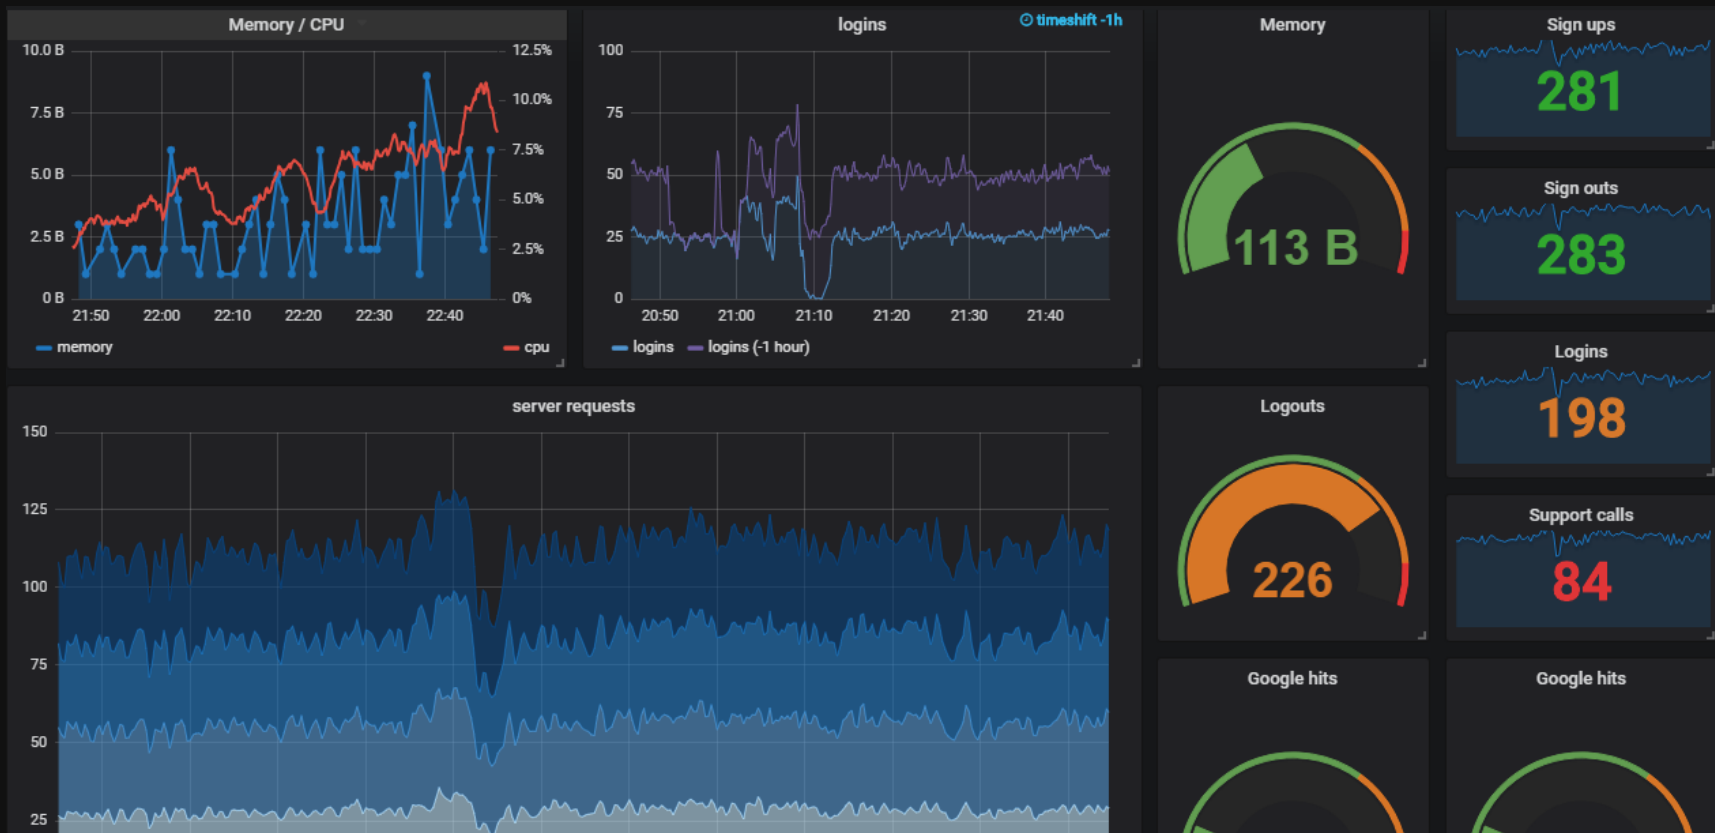 Memory / CPU
10.0 B
7.5 B
5.0 B
2.5 B
0 B
12.5%
10.0%
7.5%
5.0%
2.5%
0%
21:50 22:00 22:10 22:20 22:30 22:40
memory cpu
logins
timeshift -1h
100
75
50
25
0
20:50 21:00 21:10 21:20 21:30 21:40
logins logins (-1 hour)
Memory
113 B
Sign ups
281
Sign outs
283
Logins
198
server requests
150
125
100
75
50
25
Logouts
226
Support calls
84
Google hits
Google hits